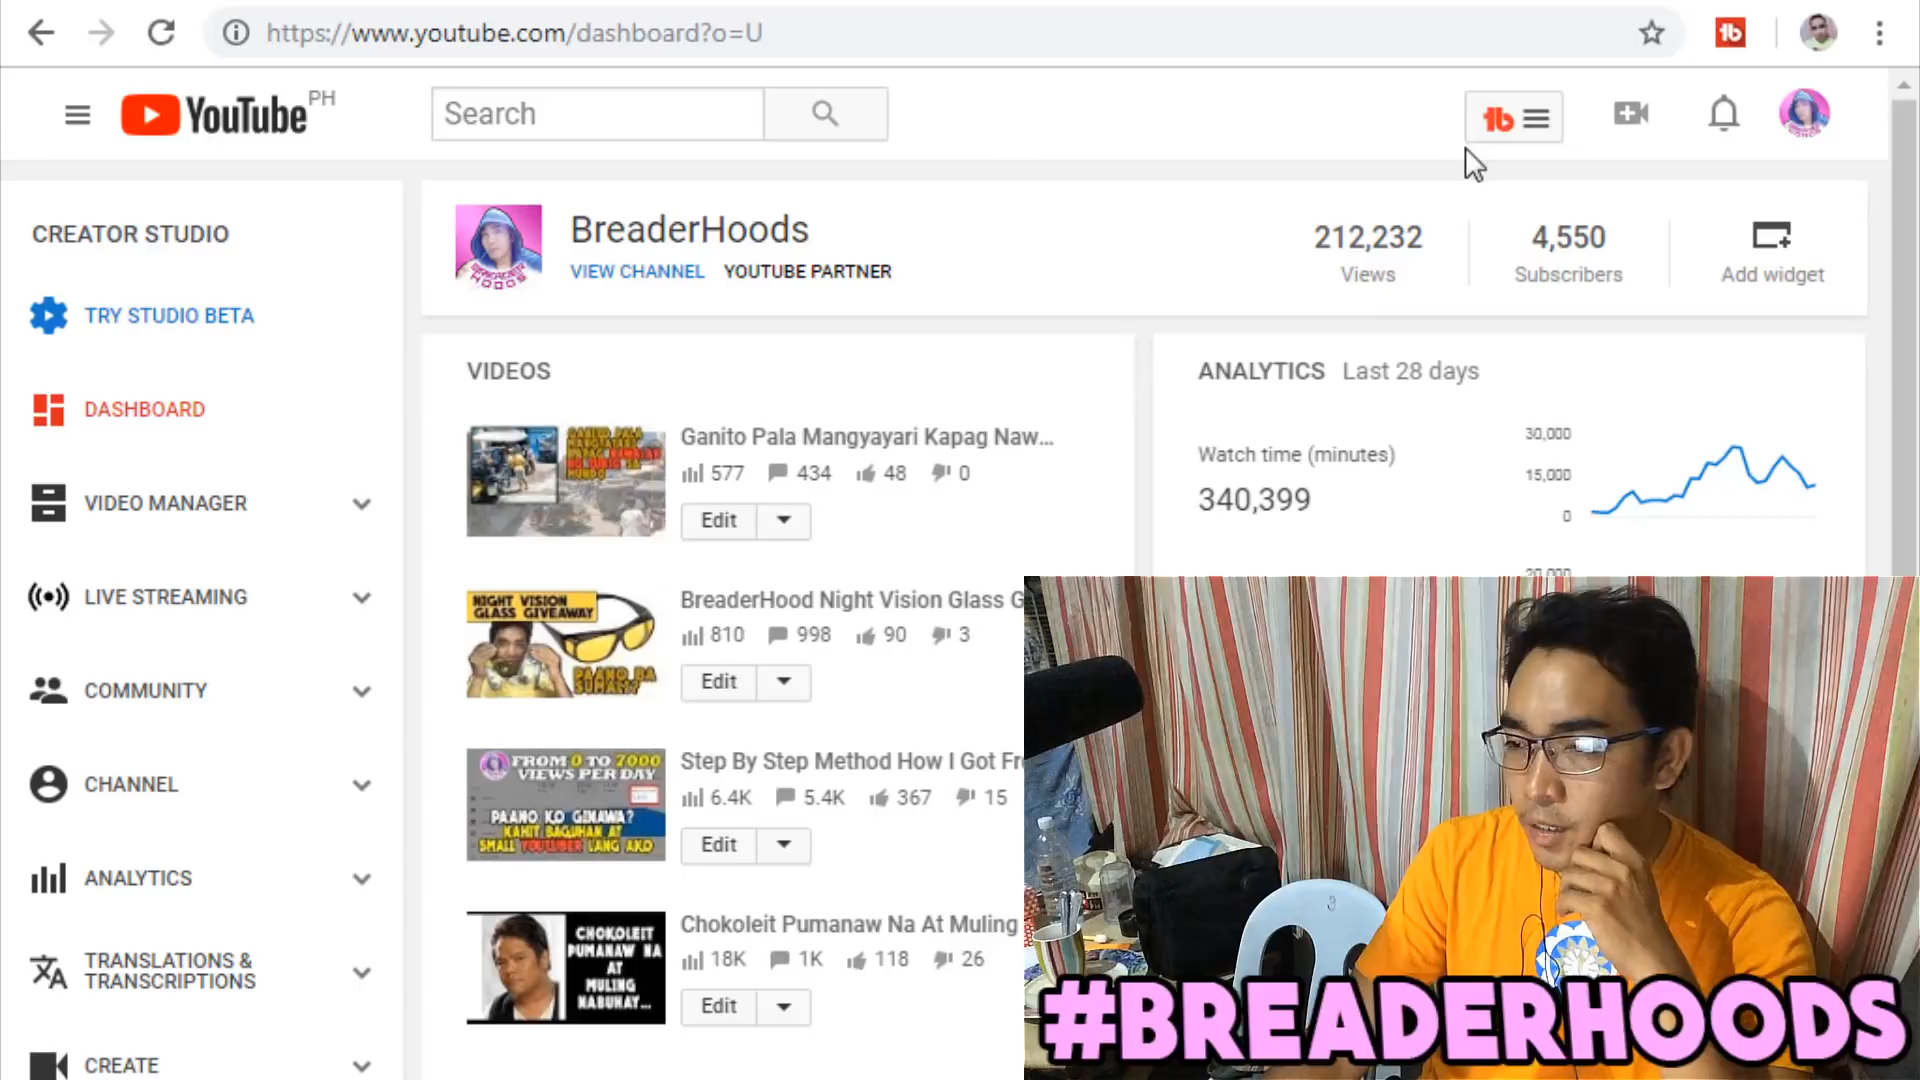 https://www.youtube.com/dashboard?o=U
YouTube PH
Search
CREATOR STUDIO
TRY STUDIO BETA
DASHBOARD
VIDEO MANAGER
LIVE STREAMING
COMMUNITY
CHANNEL
ANALYTICS
TRANSLATIONS &
TRANSCRIPTIONS
CREATE
BreaderHoods
VIEW CHANNEL YOUTUBE PARTNER
212,232
Views
4,550
Subscribers
Add widget
VIDEOS
Ganito Pala Mangyayari Kapag Naw...
577 434 48 0
Edit
NIGHT VISION
GLASS GIVEAWAY
PAANO BA
SUMALI?
BreaderHood Night Vision Glass G
810 998 90 3
Edit
FROM 0 TO 7000
VIEWS PER DAY
PAANO KO GINAWA?
KAHIT BAGUHAN AT
SMALL YOUTUBER LANG AKO
Step By Step Method How I Got Fr
6.4K 5.4K 367 15
Edit
CHOKOLEIT
PUMANAW NA
AT
MULING
NABUHAY...
Chokoleit Pumanaw Na At Muling
18K 1K 118 26
Edit
ANALYTICS Last 28 days
Watch time (minutes)
340,399
30,000
15,000
0
#BREADERHOODS